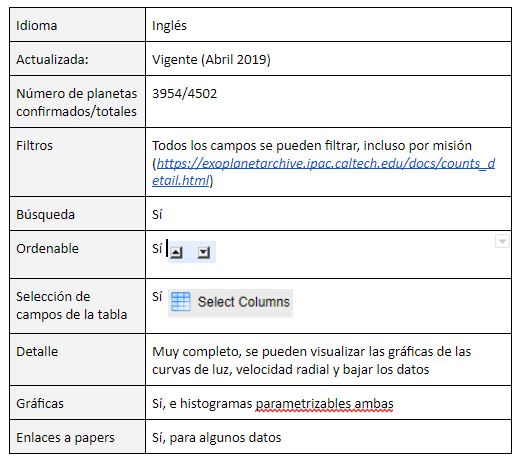 Idioma
Inglés
Actualizada:
Vigente (Abril 2019)
Número de planetas
confirmados/totales
3954/4502
Filtros
Todos los campos se pueden filtrar, incluso por misión
(https://exoplanetarchive.ipac.caltech.edu/docs/counts_d
etail.html)
Búsqueda
Sí
Ordenable
Sí
Selección de
campos de la tabla
Sí Select Columns
Detalle
Muy completo, se pueden visualizar las gráficas de las
curvas de luz, velocidad radial y bajar los datos
Gráficas
Sí, e histogramas parametrizables ambas
Enlaces a papers
Sí, para algunos datos